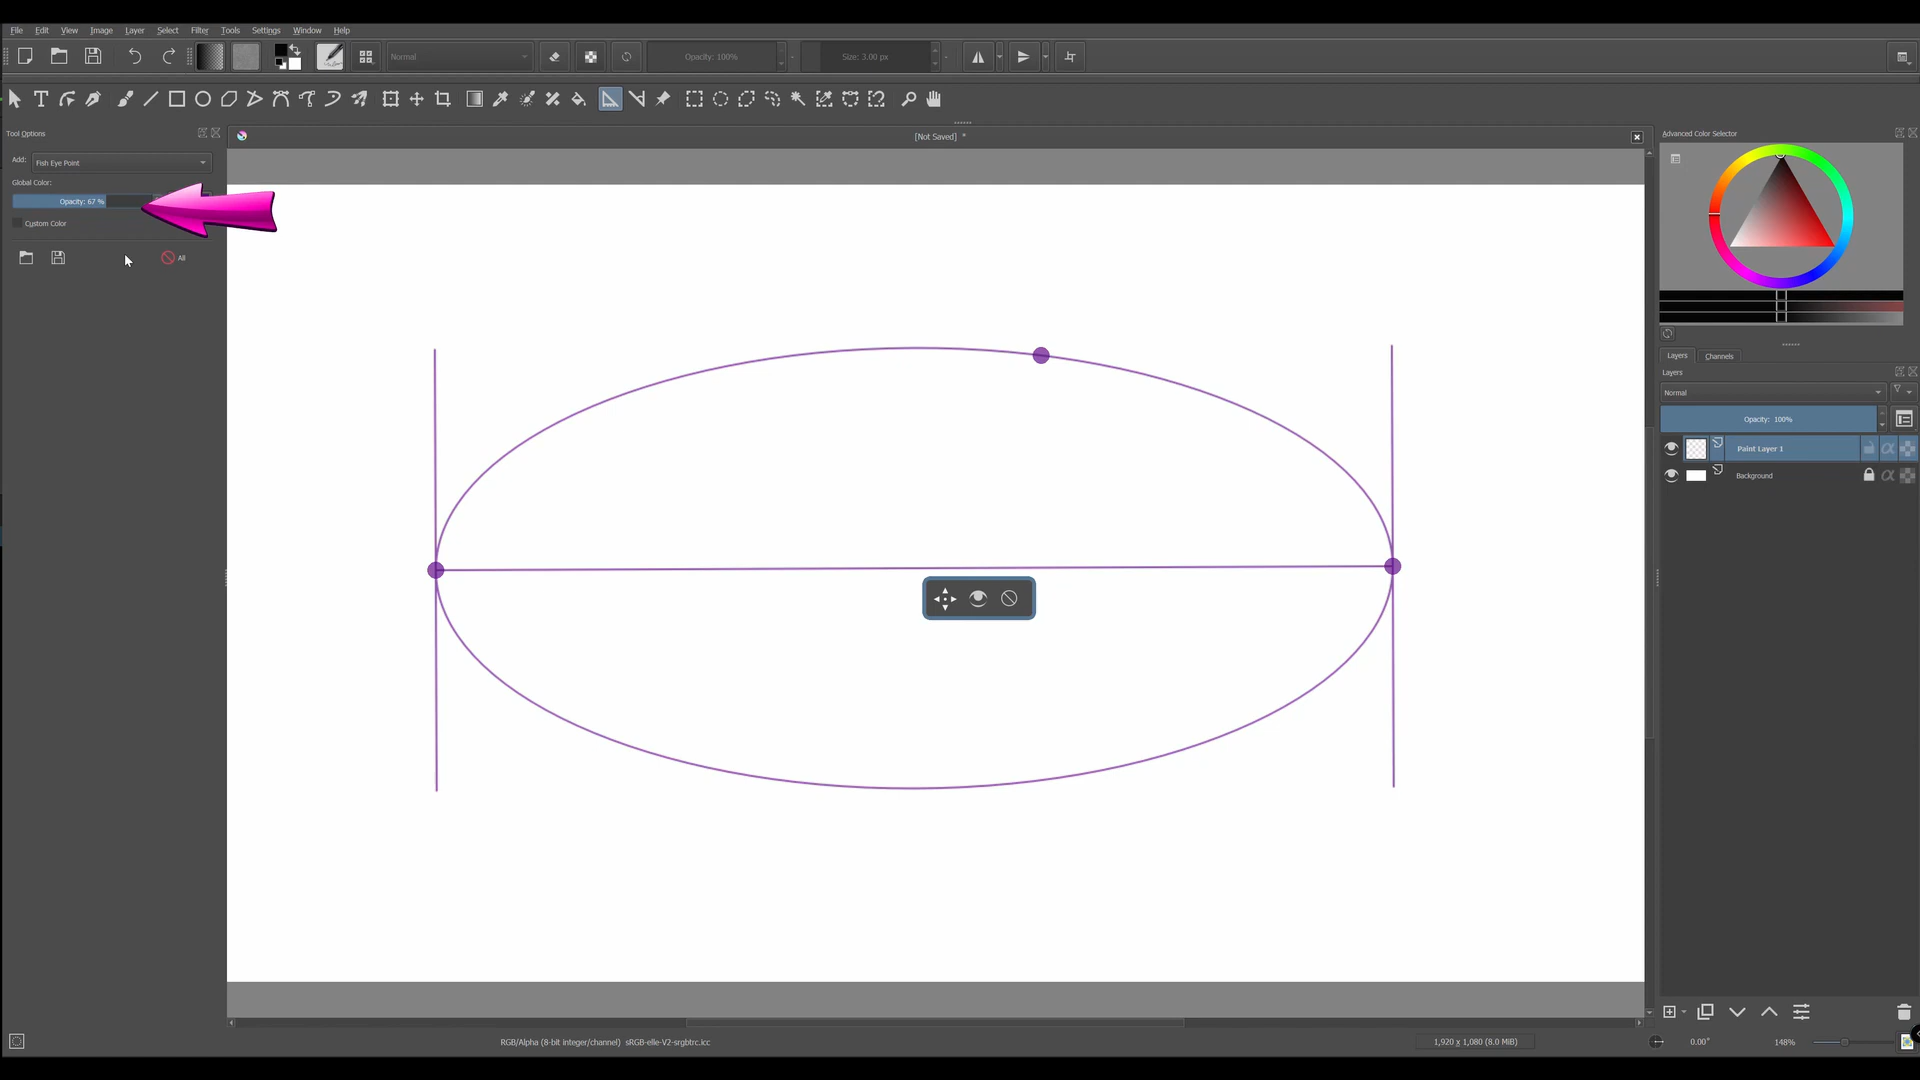 File Edit View Image Layer Select Filter Tools Settings Window Help
Normal Opacity: 100% Size: 3.00 px
Tool Options
[Not Saved] *
Advanced Color Selector
Add: Fish Eye Point
Global Color:
Opacity: 67 %
Custom Color
All
Layers Channels
Layers
Normal
Opacity: 100%
Paint Layer 1
Background
RGB/Alpha (8-bit integer/channel) sRGB-elle-V2-srgbtrc.icc
1,920 x 1,080 (8.0 MiB)
0.00°
148%